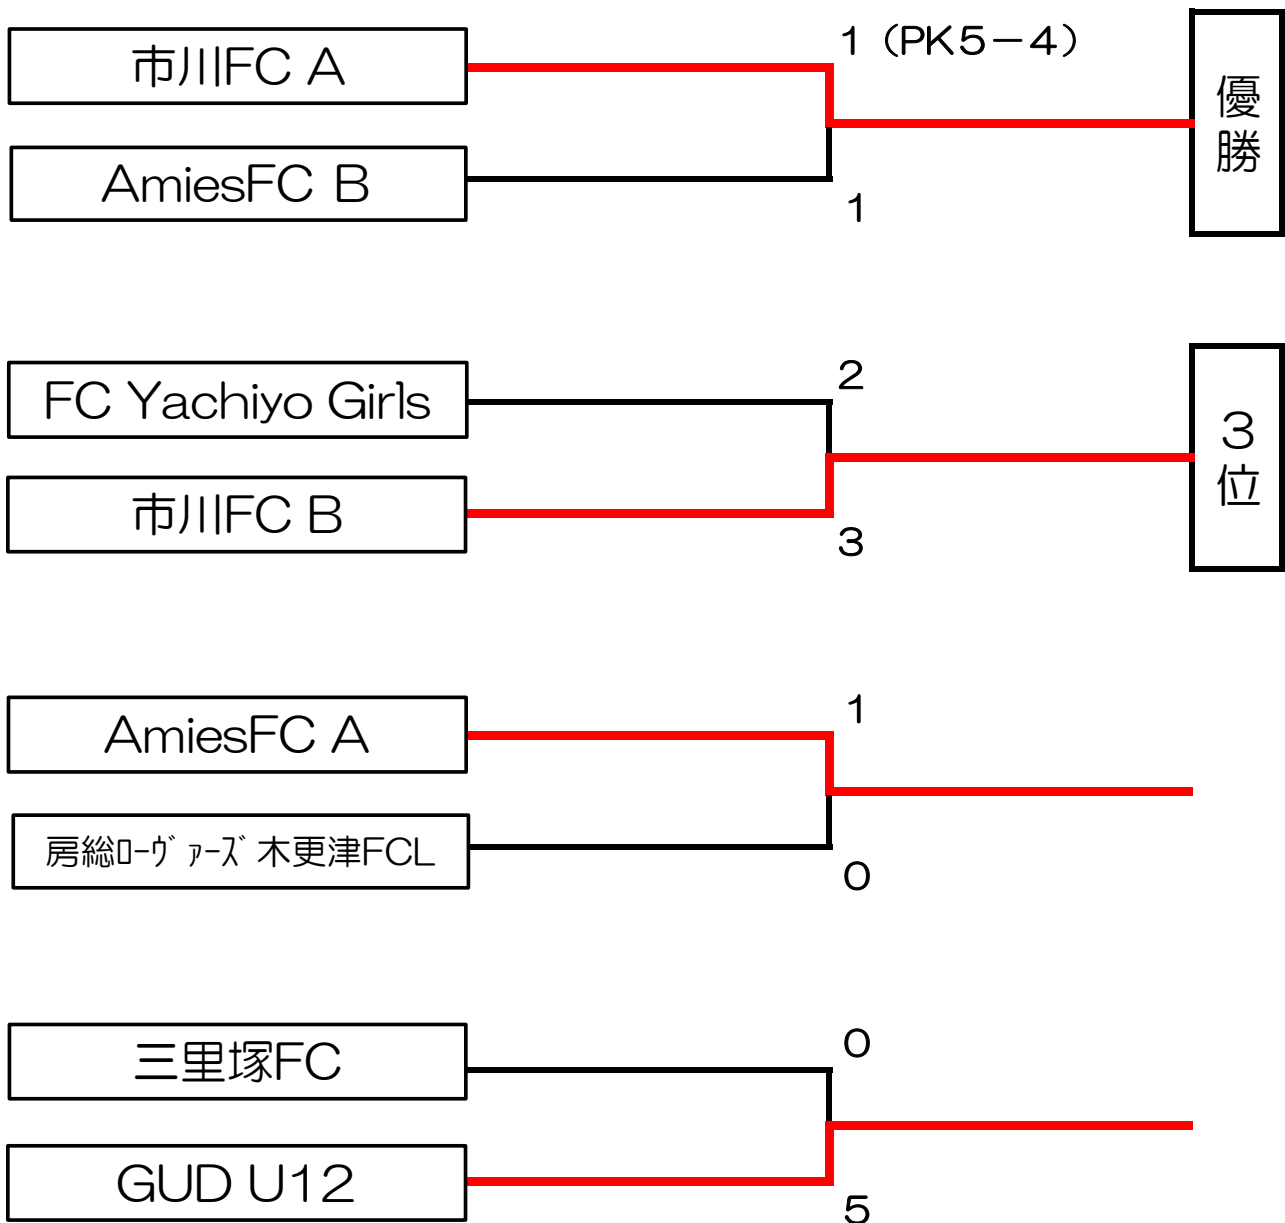 市川FC A
1（PK5－4）
AmiesFC B
1
優勝
FC Yachiyo Girls
2
市川FC B
3
3位
AmiesFC A
1
房総ﾛｰｳﾞｧｰｽﾞ木更津FCL
0
三里塚FC
0
GUD U12
5